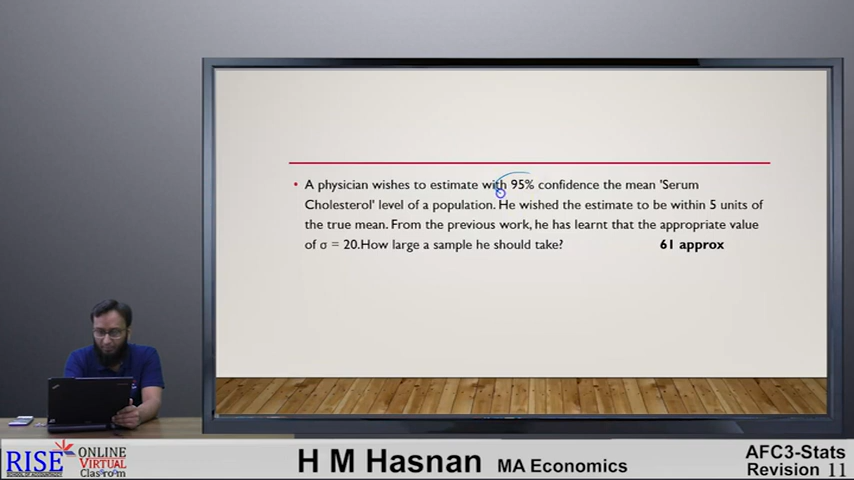 • A physician wishes to estimate with 95% confidence the mean 'Serum
Cholesterol' level of a population. He wished the estimate to be within 5 units of
the true mean. From the previous work, he has learnt that the appropriate value
of σ = 20.How large a sample he should take? 61 approx
RISE
SCHOOL OF ACCOUNTANCY
ONLINE
VIRTUAL
Classroom
H M Hasnan MA Economics
AFC3-Stats
Revision 11